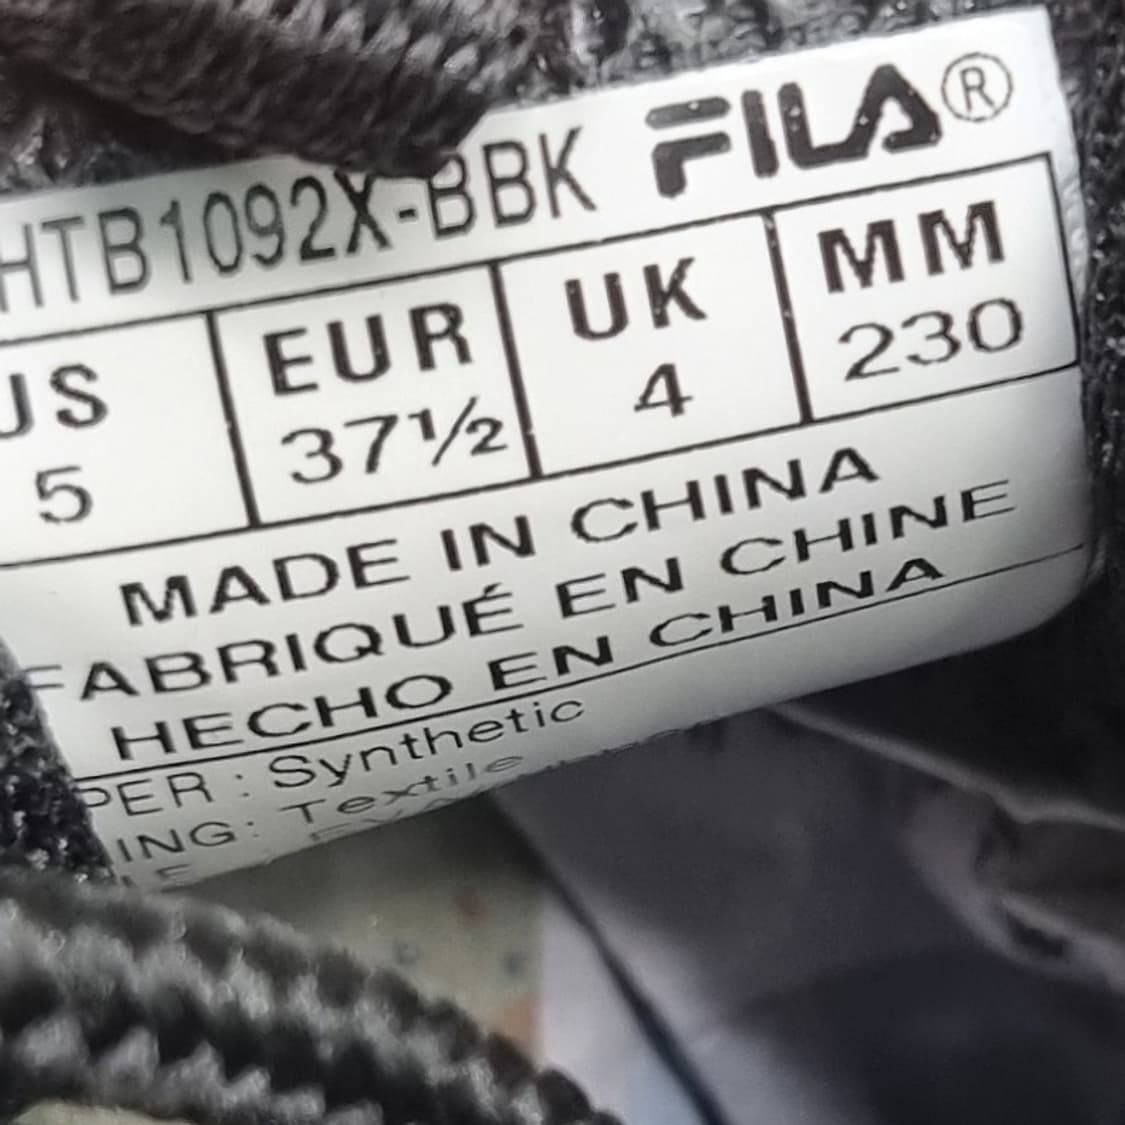 HTB1092X-BBK FILA®
US EUR UK MM
5 37½ 4 230
MADE IN CHINA
FABRIQUÉ EN CHINE
HECHO EN CHINA
PER : Synthetic
ING: Textile